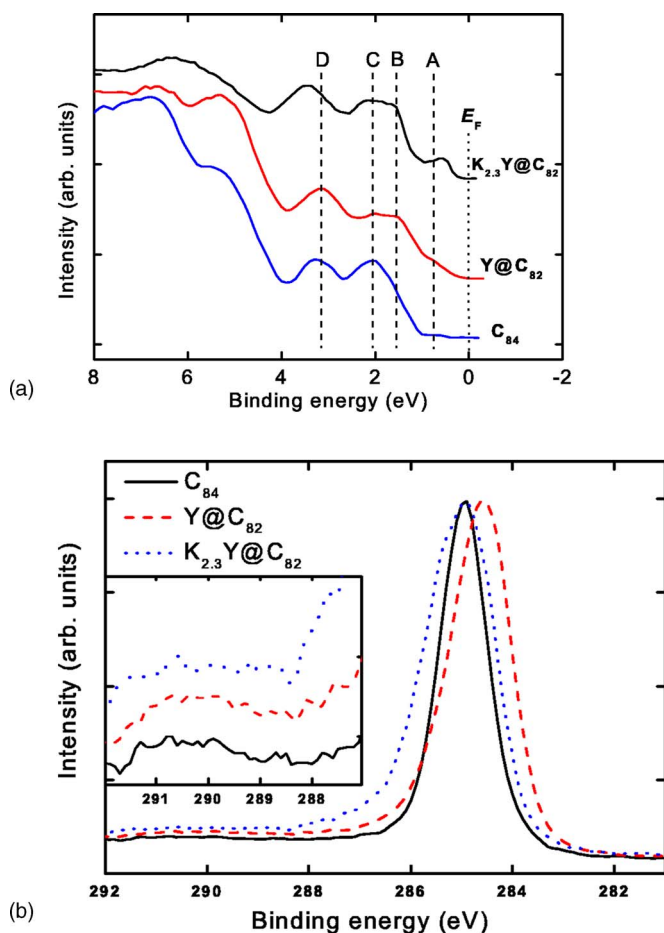 (a)
D C B A
E_F
K_2.3Y@C_82
Y@C_82
C_84
Intensity (arb. units)
8 6 4 2 0 -2
Binding energy (eV)
(b)
C_84
Y@C_82
K_2.3Y@C_82
291 290 289 288
Intensity (arb. units)
292 290 288 286 284 282
Binding energy (eV)